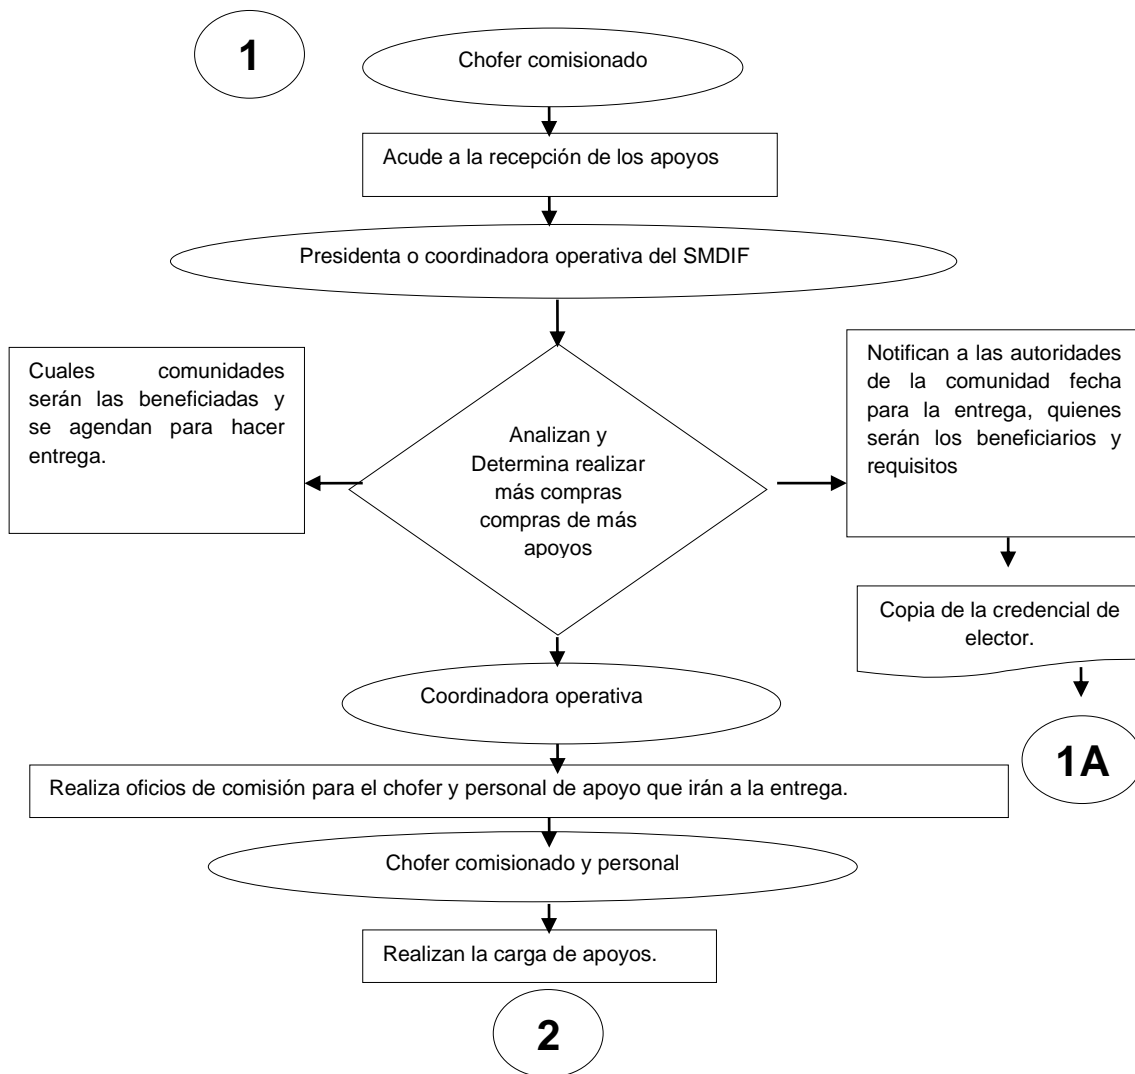 1
Chofer comisionado
Acude a la recepción de los apoyos
Presidenta o coordinadora operativa del SMDIF
Cuales comunidades
serán las beneficiadas y
se agendan para hacer
entrega.
Analizan y
Determina realizar
más compras
compras de más
apoyos
Notifican a las autoridades
de la comunidad fecha
para la entrega, quienes
serán los beneficiarios y
requisitos
Copia de la credencial de
elector.
1A
Coordinadora operativa
Realiza oficios de comisión para el chofer y personal de apoyo que irán a la entrega.
Chofer comisionado y personal
Realizan la carga de apoyos.
2